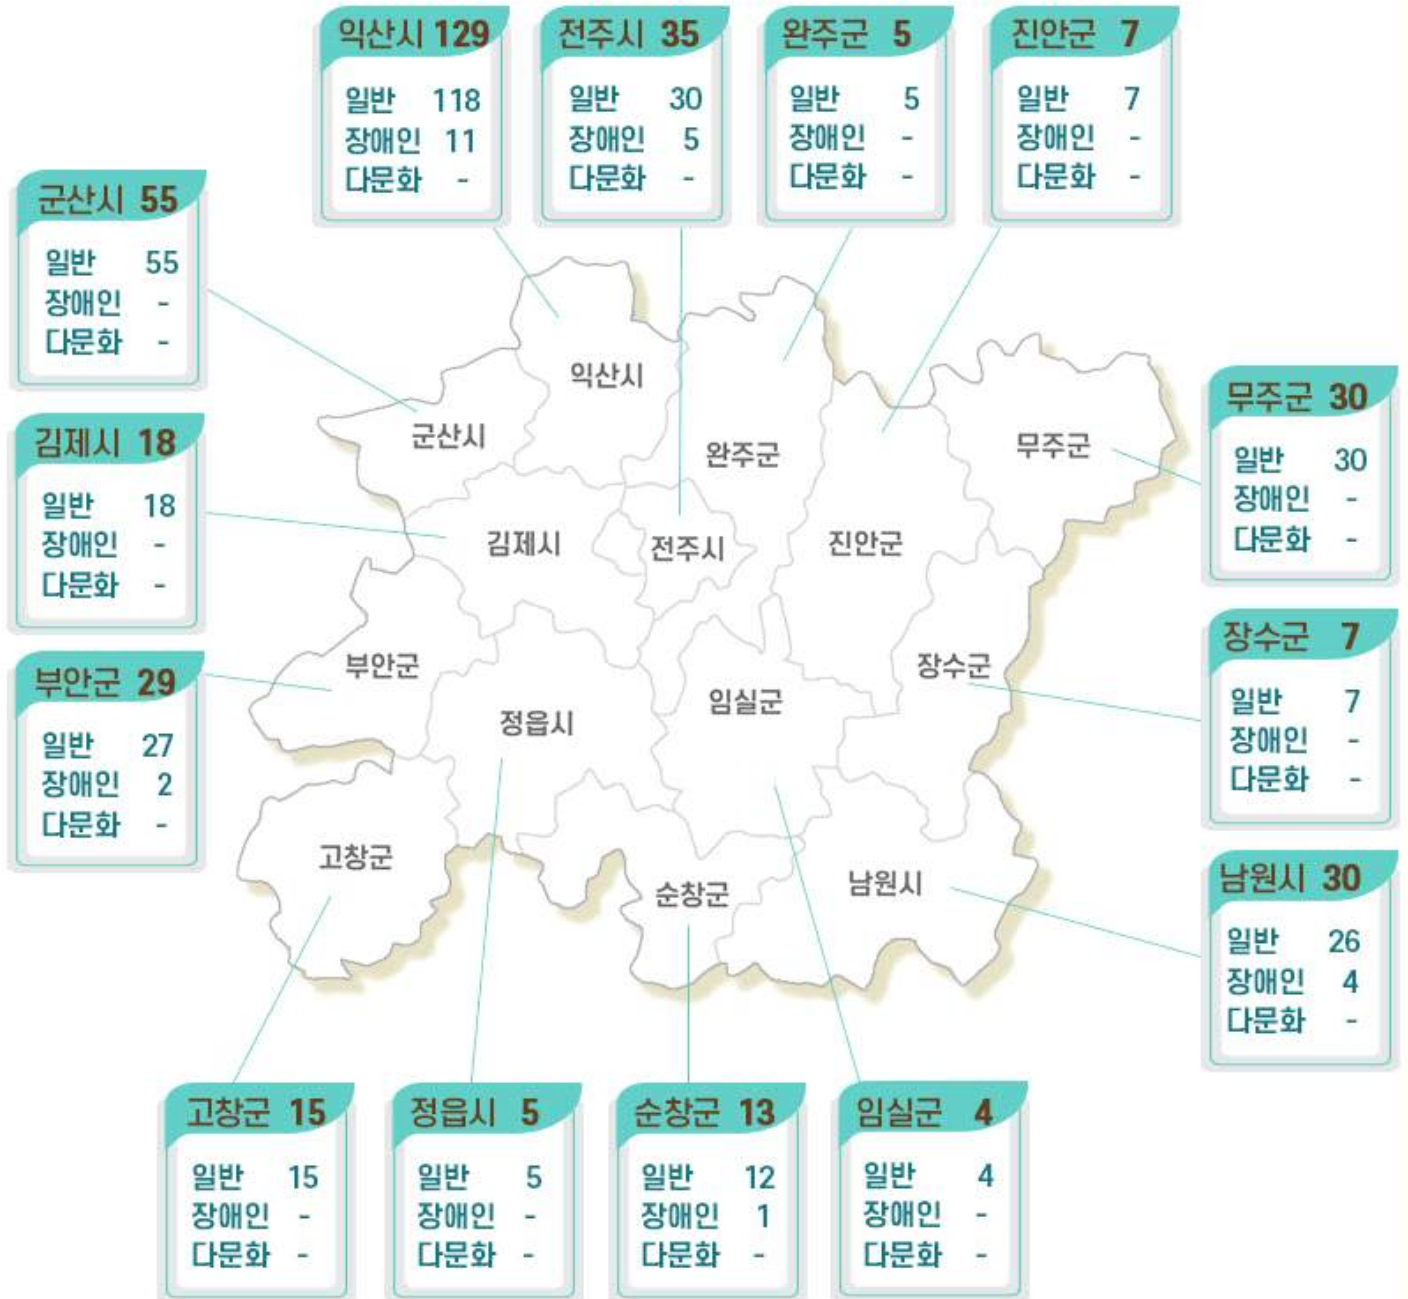 익산시 129
일반 118
장애인 11
다문화 -
전주시 35
일반 30
장애인 5
다문화 -
완주군 5
일반 5
장애인 -
다문화 -
진안군 7
일반 7
장애인 -
다문화 -
군산시 55
일반 55
장애인 -
다문화 -
김제시 18
일반 18
장애인 -
다문화 -
부안군 29
일반 27
장애인 2
다문화 -
무주군 30
일반 30
장애인 -
다문화 -
장수군 7
일반 7
장애인 -
다문화 -
남원시 30
일반 26
장애인 4
다문화 -
익산시
군산시
완주군
무주군
김제시
전주시
진안군
부안군
정읍시
임실군
장수군
고창군
순창군
남원시
고창군 15
일반 15
장애인 -
다문화 -
정읍시 5
일반 5
장애인 -
다문화 -
순창군 13
일반 12
장애인 1
다문화 -
임실군 4
일반 4
장애인 -
다문화 -